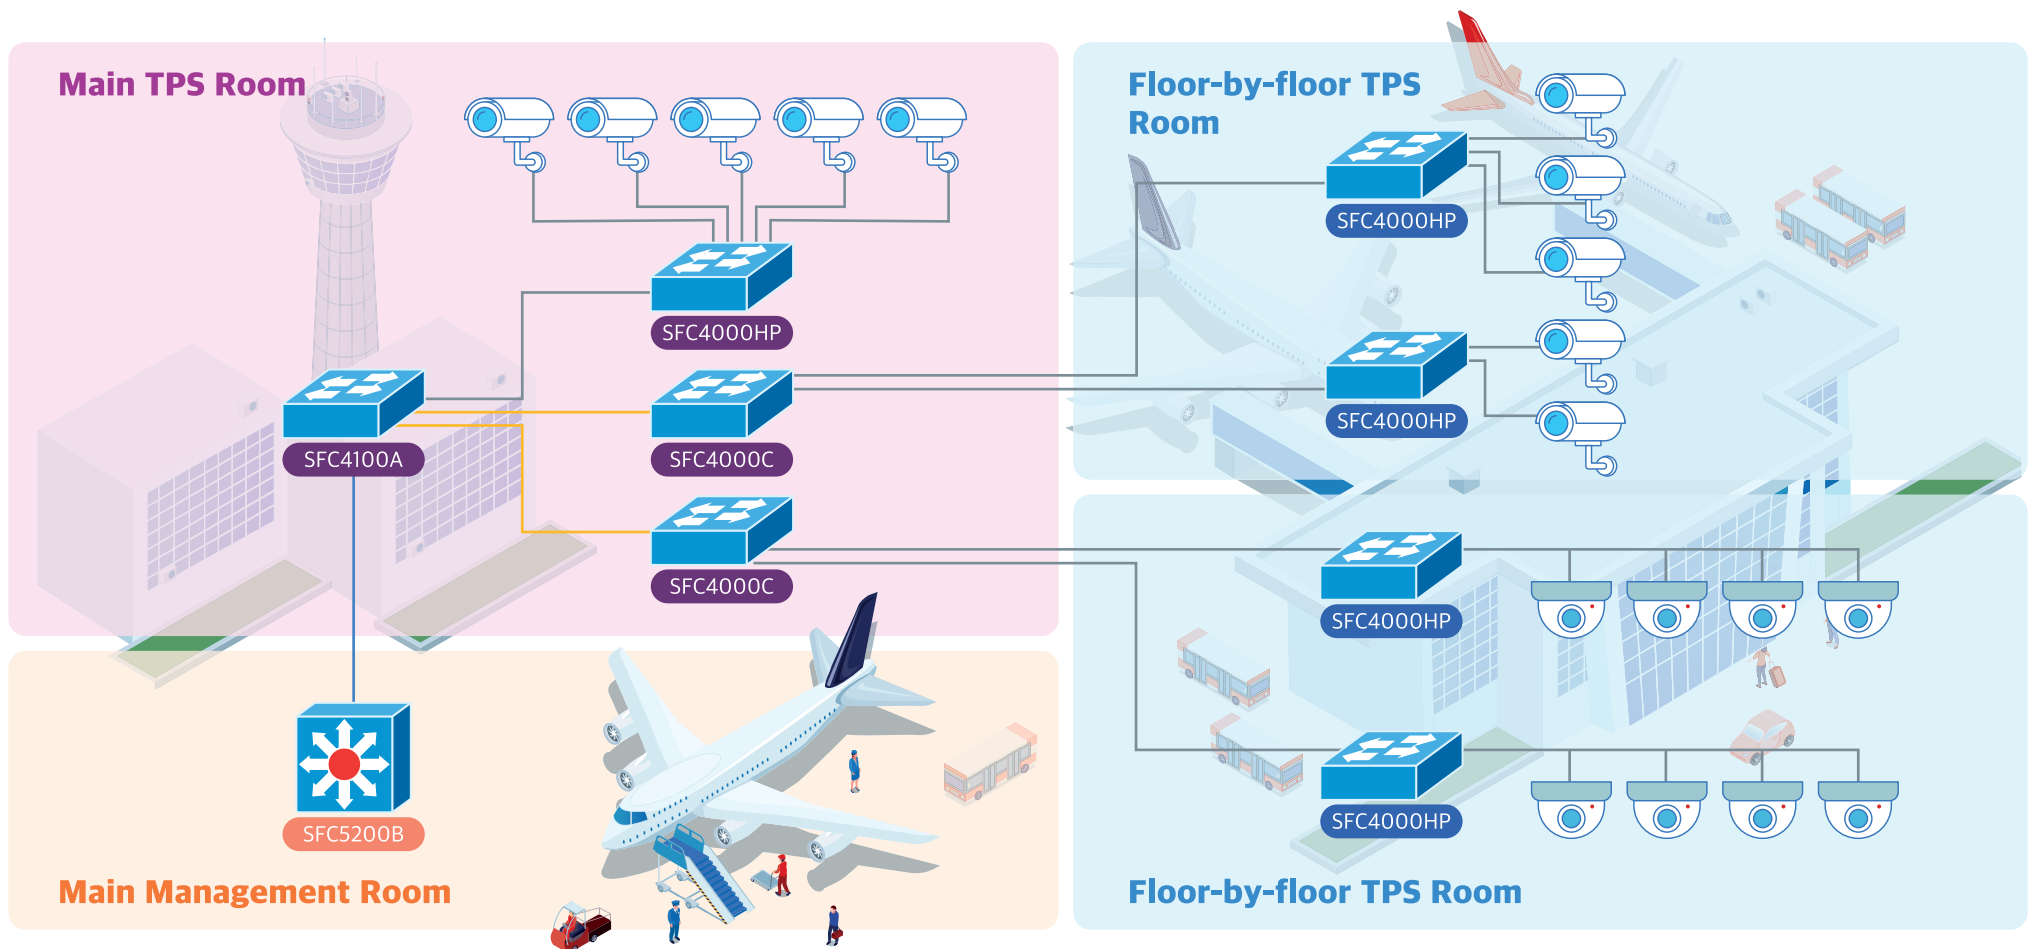 Main TPS Room
SFC4000HP
SFC4100A
SFC4000C
SFC4000C
SFC5200B
Main Management Room
Floor-by-floor TPS
Room
SFC4000HP
SFC4000HP
SFC4000HP
SFC4000HP
Floor-by-floor TPS Room